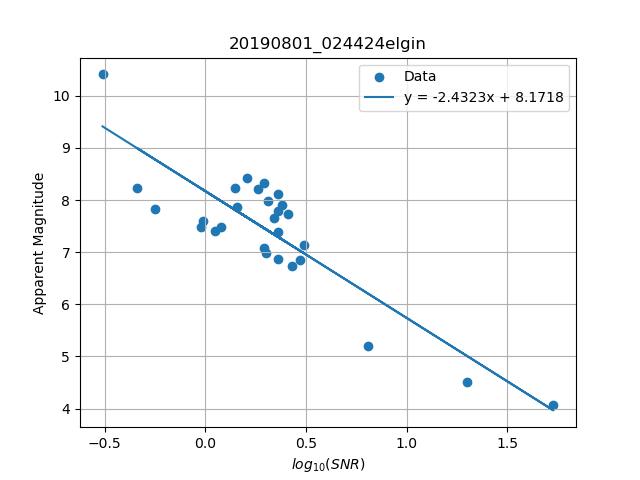 20190801_024424elgin
Data
y = -2.4323x + 8.1718
Apparent Magnitude
10
9
8
7
6
5
4
−0.5 0.0 0.5 1.0 1.5
log₁₀(SNR)